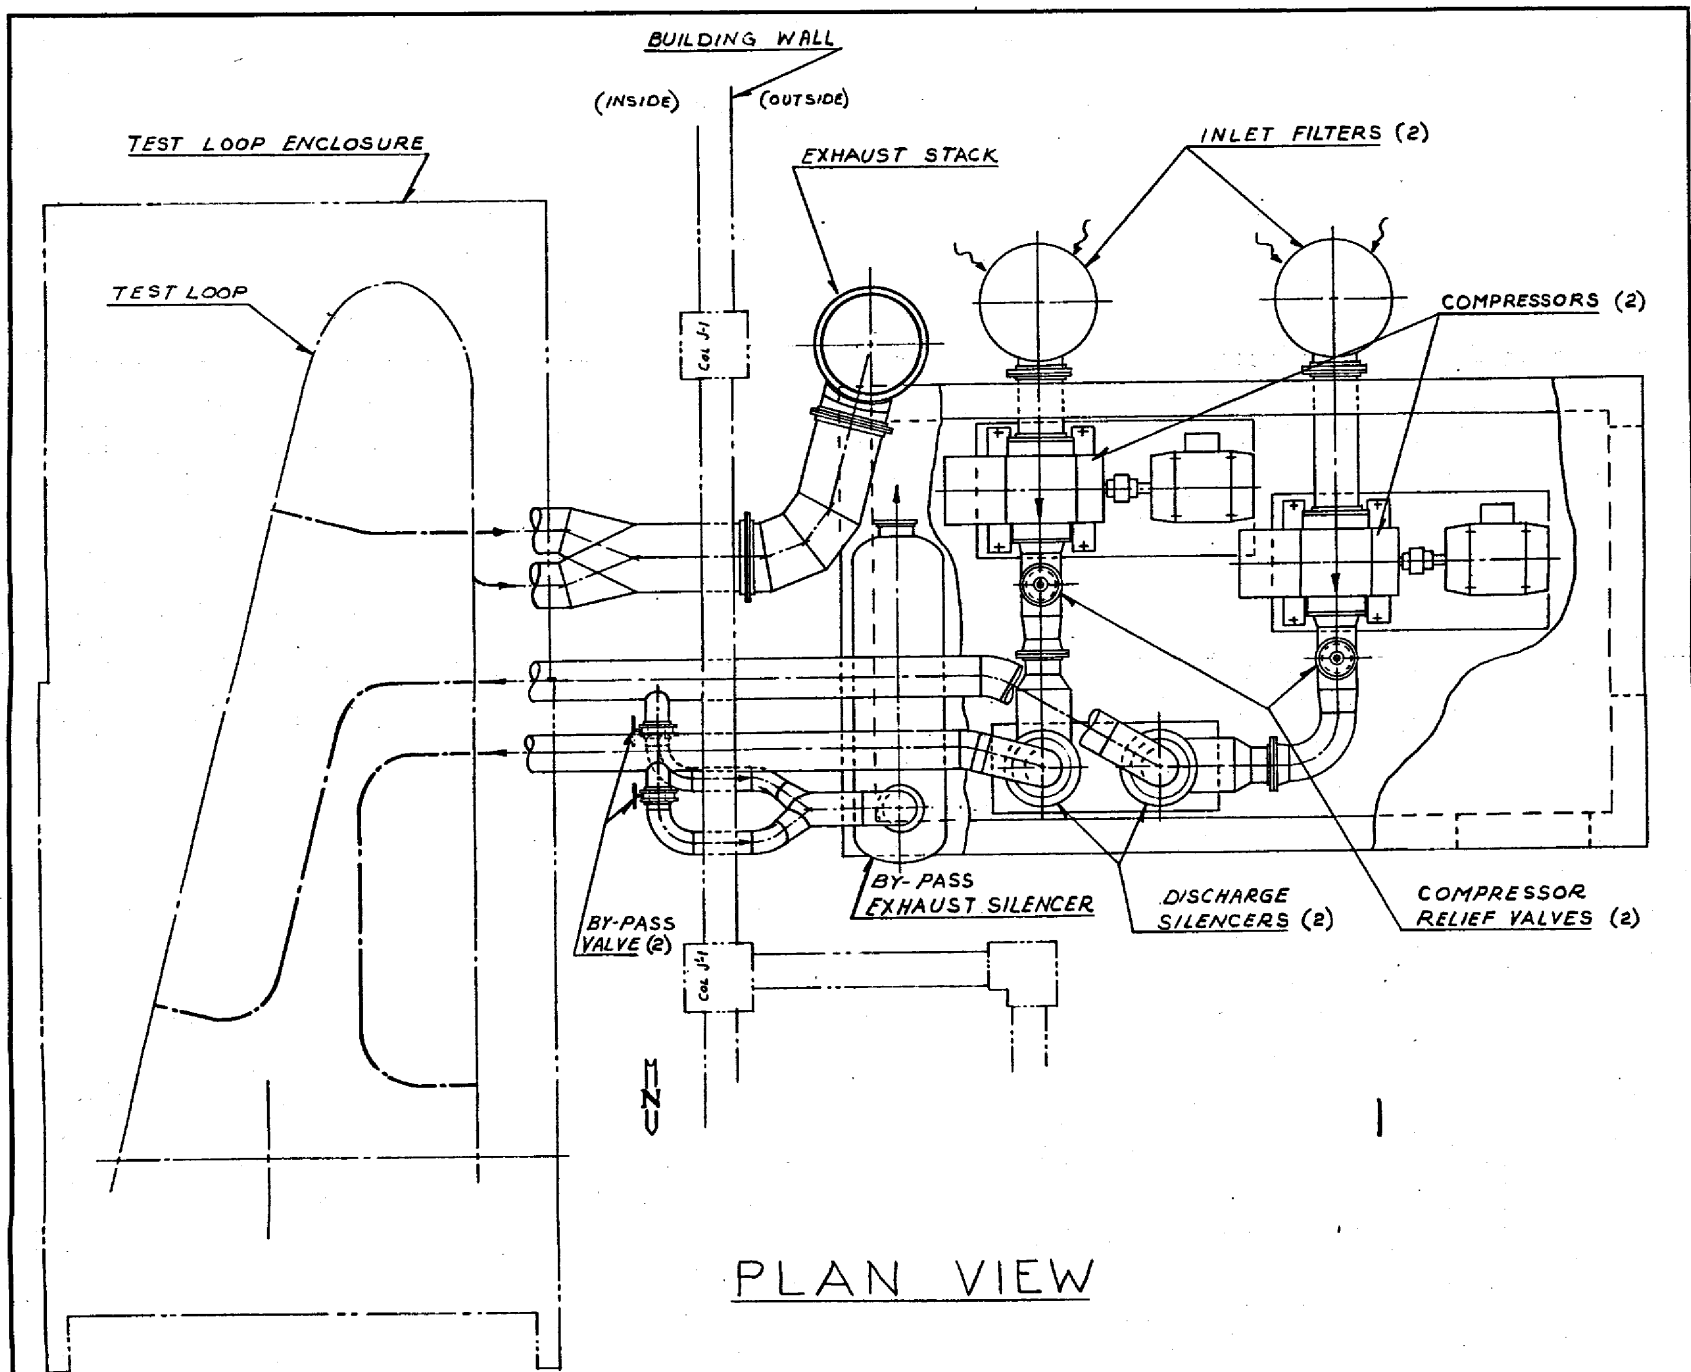 BUILDING WALL
(INSIDE)
(OUTSIDE)
TEST LOOP ENCLOSURE
EXHAUST STACK
INLET FILTERS (2)
TEST LOOP
COMPRESSORS (2)
COL J-1
BY-PASS
EXHAUST SILENCER
DISCHARGE
SILENCERS (2)
COMPRESSOR
RELIEF VALVES (2)
BY-PASS
VALVE (2)
COL J'-1
N
PLAN VIEW